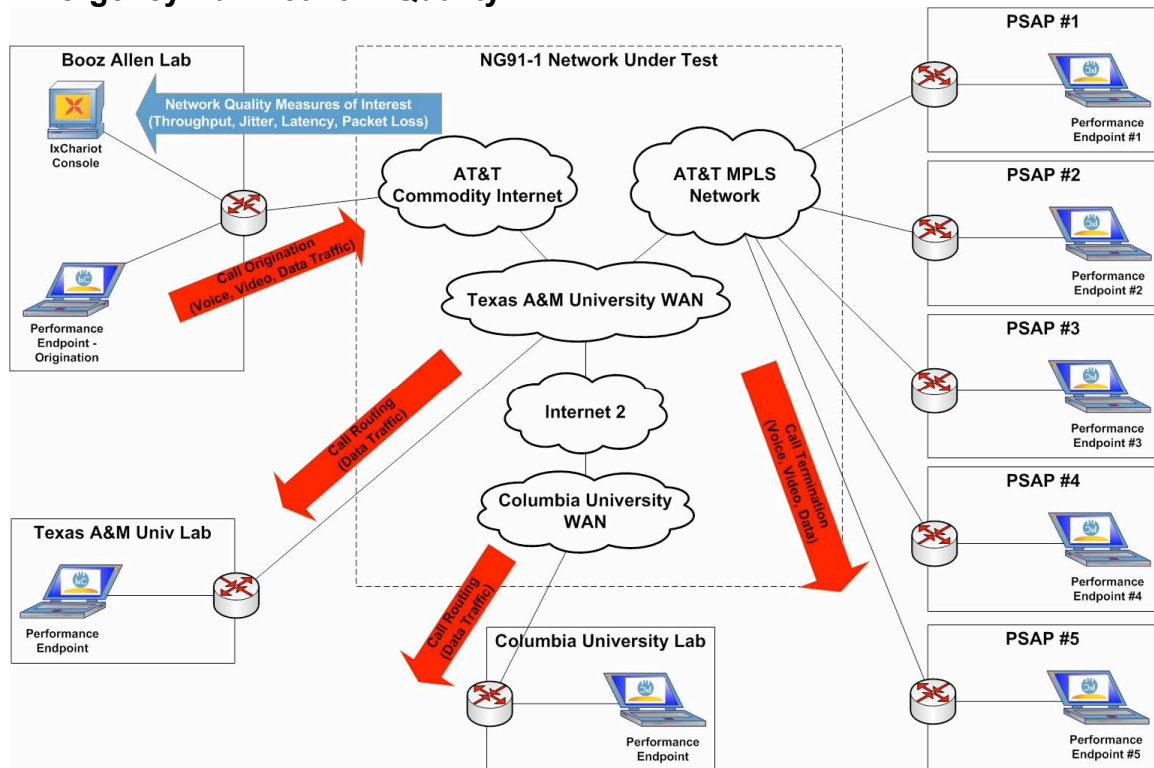 PSAP #1
Booz Allen Lab
NG91-1 Network Under Test
Network Quality Measures of Interest
(Throughput, Jitter, Latency, Packet Loss)
IxChariot
Console
AT&T
Commodity Internet
AT&T MPLS
Network
Performance
Endpoint #1
PSAP #2
Call Origination
(Voice, Video, Data Traffic)
Performance
Endpoint -
Origination
Texas A&M University WAN
Performance
Endpoint #2
PSAP #3
Call Routing
(Data Traffic)
Internet 2
Call Termination
(Voice, Video, Data)
Performance
Endpoint #3
Columbia University
WAN
PSAP #4
Texas A&M Univ Lab
Performance
Endpoint
Call Routing
(Data Traffic)
Performance
Endpoint #4
Columbia University Lab
Performance
Endpoint
PSAP #5
Performance
Endpoint #5